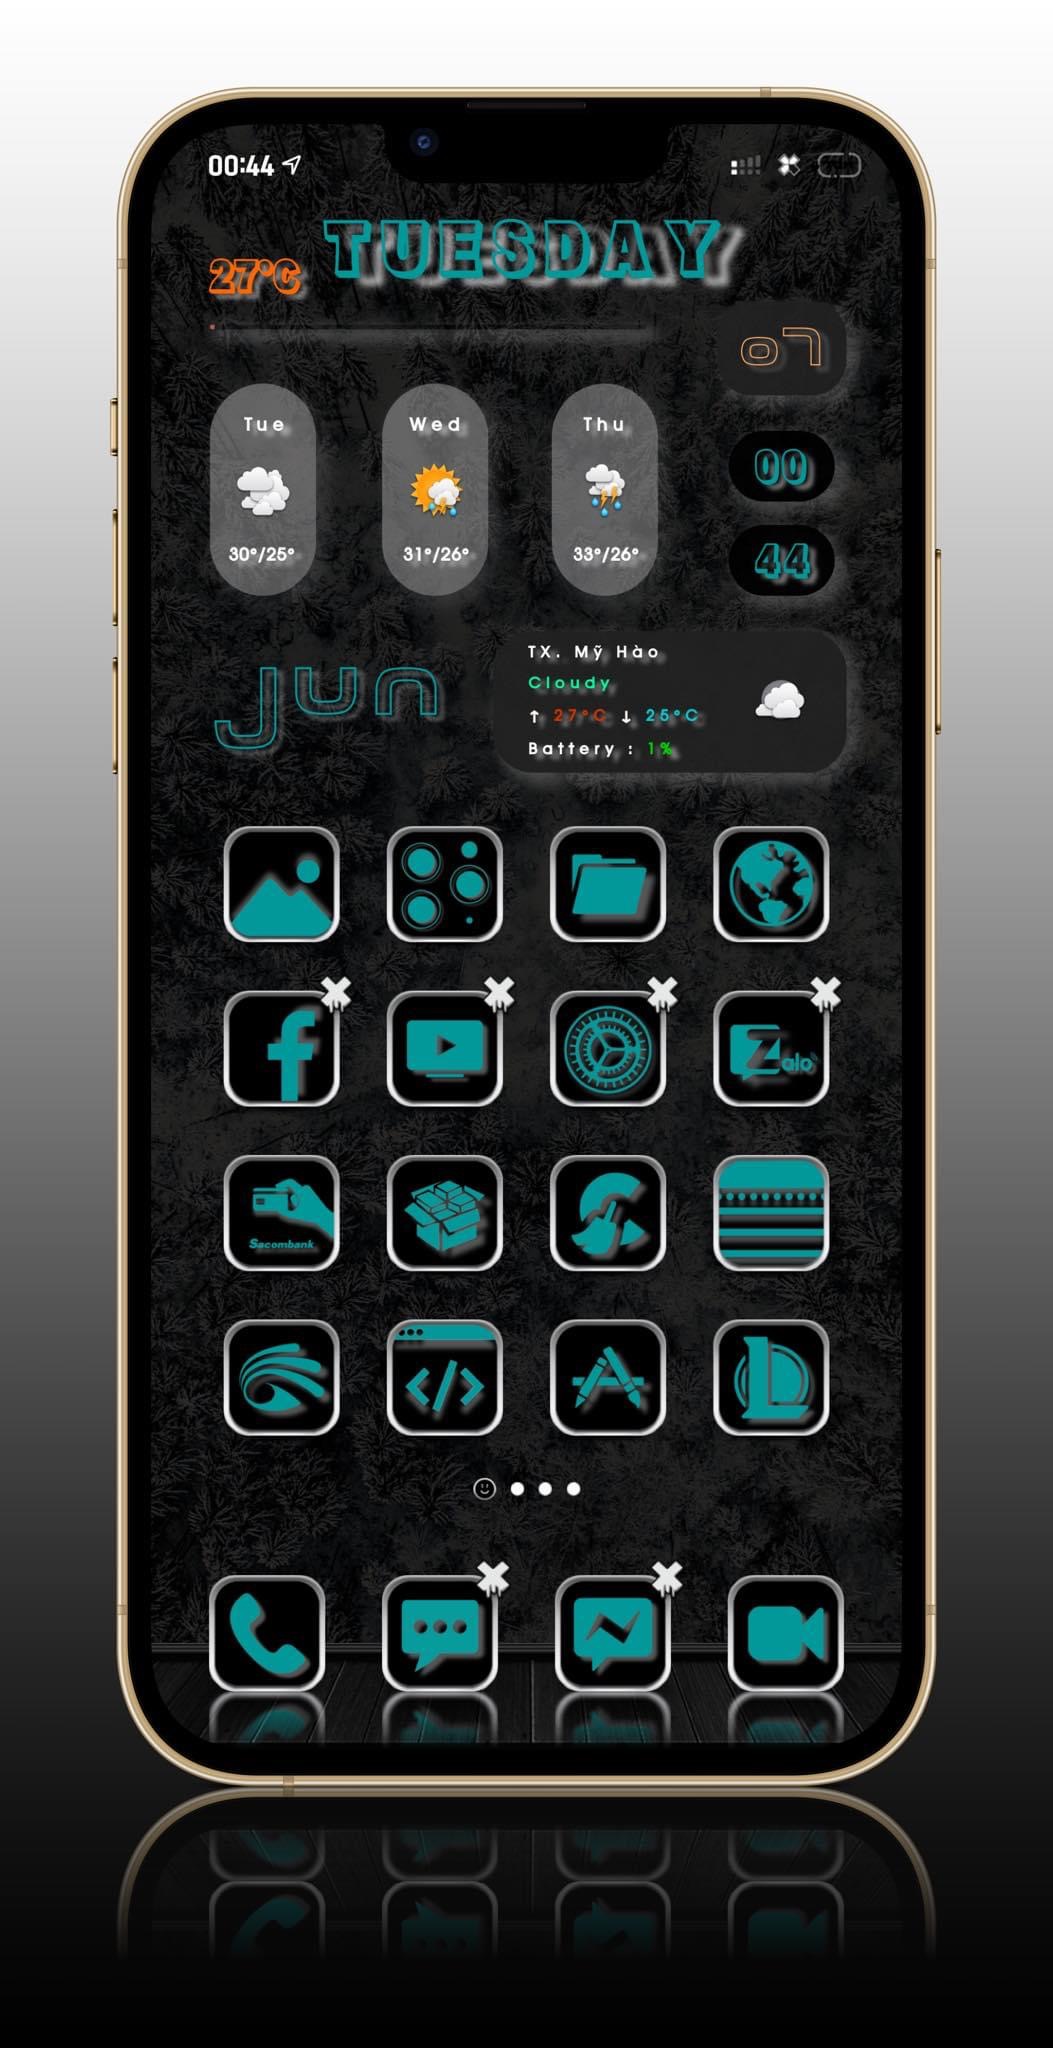 00:44
TUESDAY
27°C
07
Tue
Wed
Thu
00
30°/25°
31°/26°
33°/26°
44
Jun
TX. Mỹ Hào
Cloudy
↑ 27°C ↓ 25°C
Battery : 1%
Zalo
Sacombank